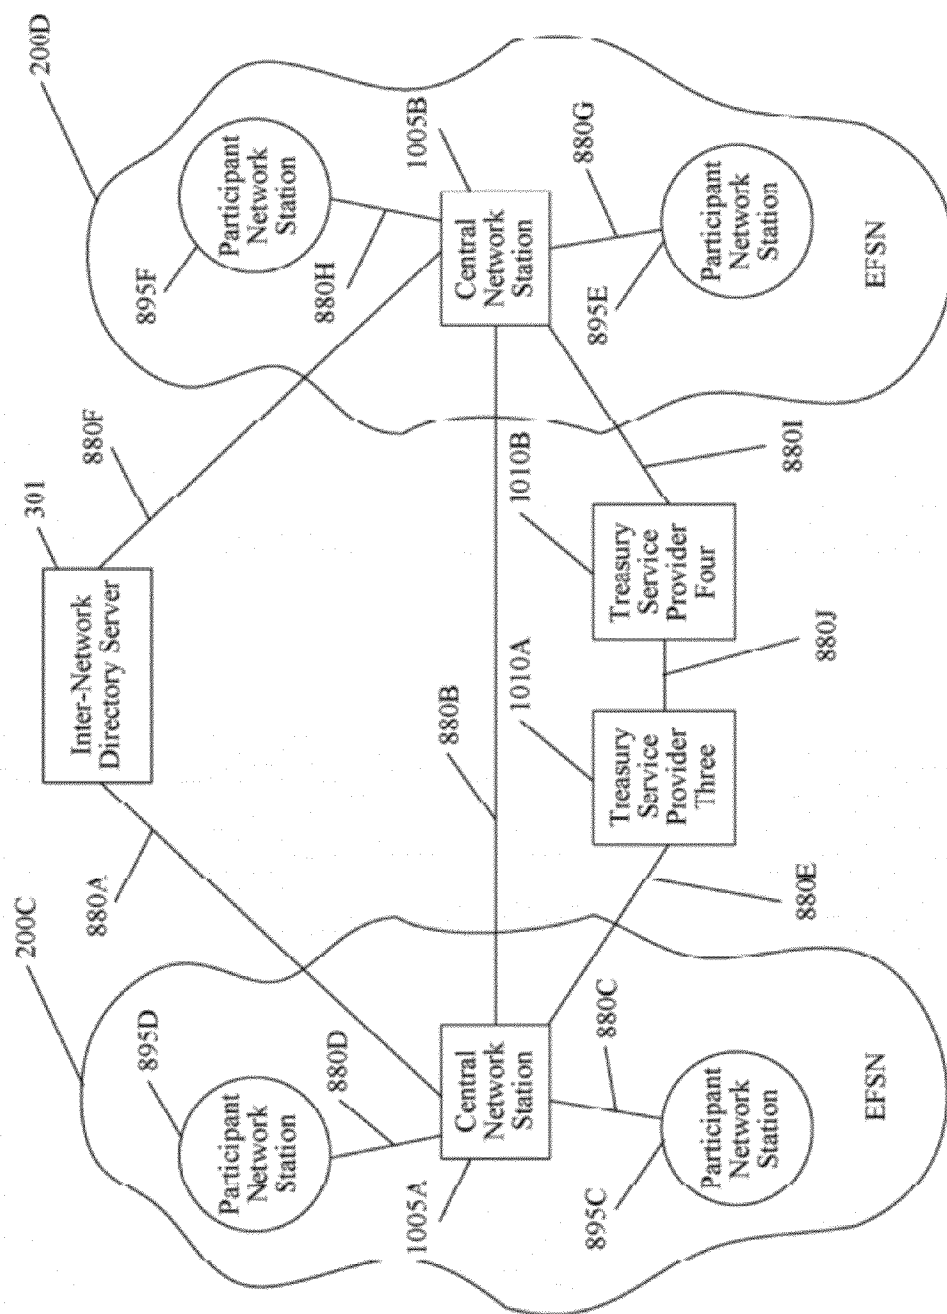 301
Inter-Network
Directory Server
200C
880A
880F
200D
895D
Participant
Network
Station
880D
895F
Participant
Network
Station
880H
1005A
Central
Network
Station
880B
Central
Network
Station
1005B
880C
880G
895C
Participant
Network
Station
EFSN
880E
1010A
Treasury
Service
Provider
Three
880J
1010B
Treasury
Service
Provider
Four
880I
895E
Participant
Network
Station
EFSN